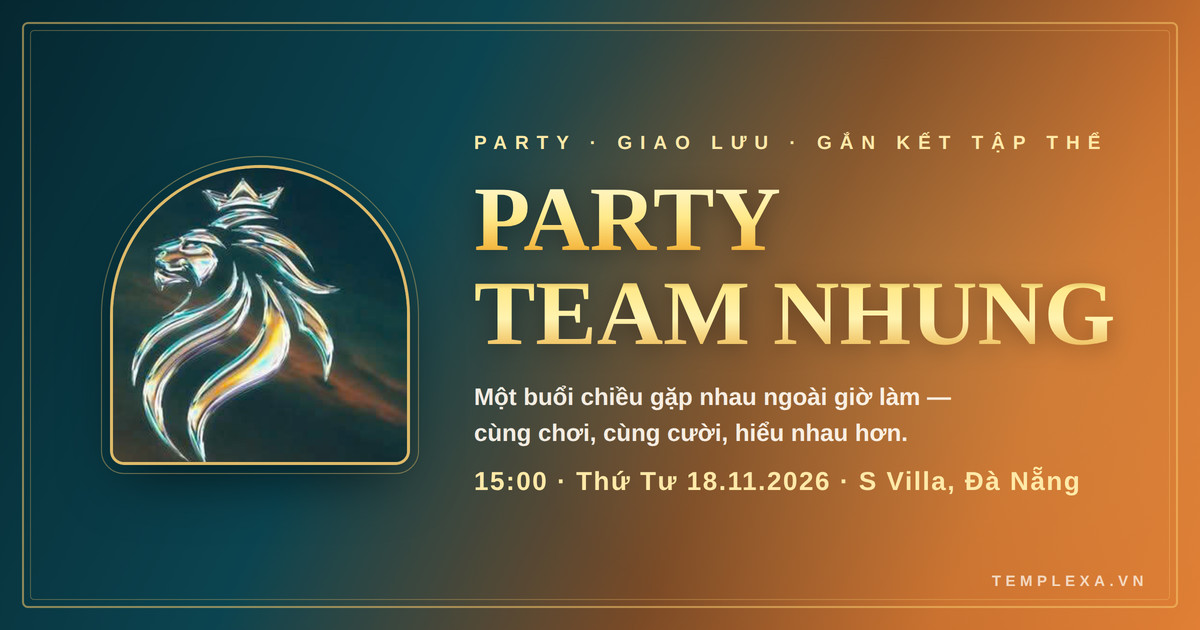 PARTY · GIAO LƯU · GẮN KẾT TẬP THỂ
PARTY
TEAM NHUNG
Một buổi chiều gặp nhau ngoài giờ làm —
cùng chơi, cùng cười, hiểu nhau hơn.
15:00 · Thứ Tư 18.11.2026 · S Villa, Đà Nẵng
TEMPLEXA.VN